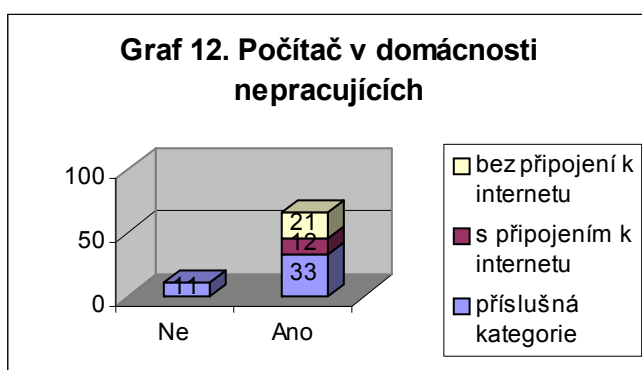 Graf 12. Počítač v domácnosti
nepracujících
100
50
0
11
21
12
33
Ne
Ano
bez připojení k
internetu
s připojením k
internetu
příslušná
kategorie